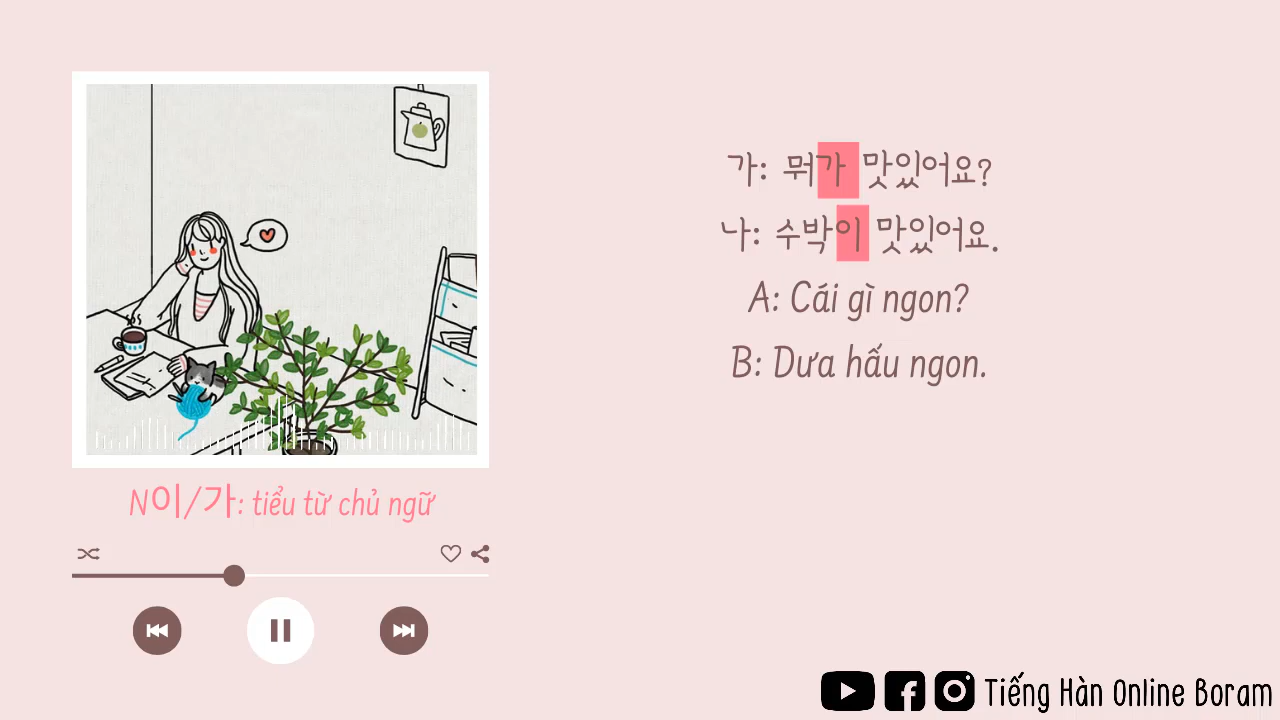 가: 뭐가 맛있어요?
나: 수박이 맛있어요.
A: Cái gì ngon?
B: Dưa hấu ngon.
N이/가: tiểu từ chủ ngữ
Tiếng Hàn Online Boram